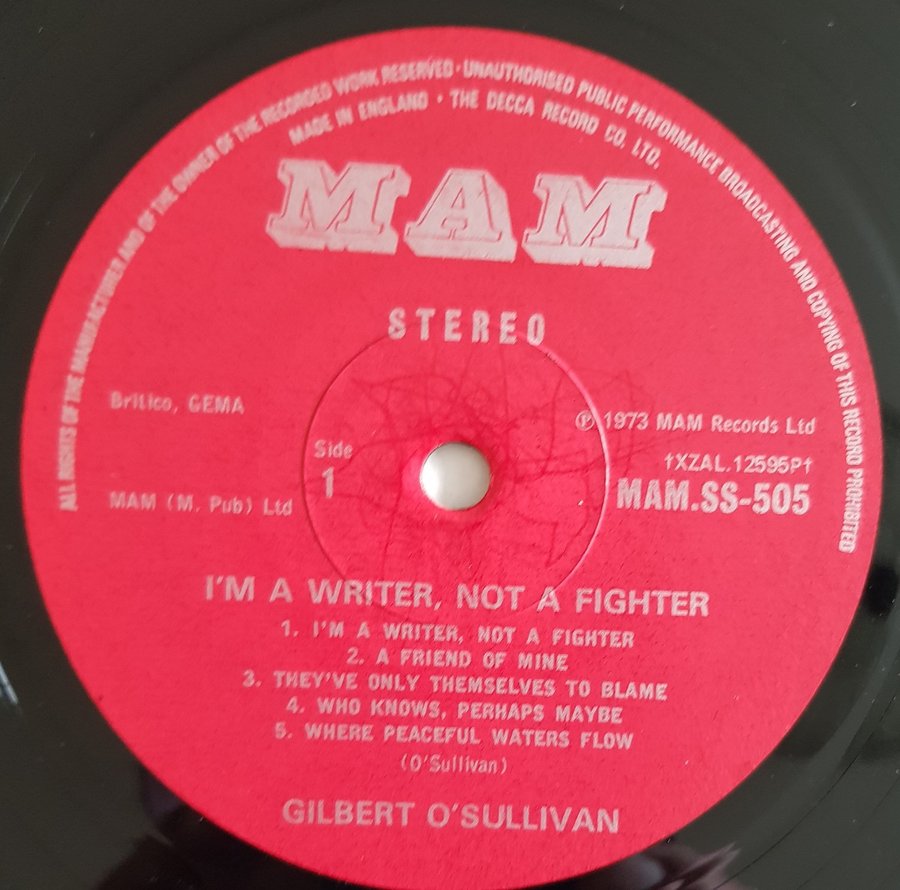 ALL RIGHTS OF THE MANUFACTURER AND OF THE OWNER OF THE RECORDED WORK RESERVED · UNAUTHORISED PUBLIC PERFORMANCE BROADCASTING AND COPYING OF THIS RECORD PROHIBITED
MADE IN ENGLAND · THE DECCA RECORD CO. LTD.
MAM
STEREO
Britico, GEMA
℗ 1973 MAM Records Ltd
Side
1
†XZAL.12595P†
MAM (M. Pub) Ltd
MAM.SS-505
I'M A WRITER, NOT A FIGHTER
1. I'M A WRITER, NOT A FIGHTER
2. A FRIEND OF MINE
3. THEY'VE ONLY THEMSELVES TO BLAME
4. WHO KNOWS, PERHAPS MAYBE
5. WHERE PEACEFUL WATERS FLOW
(O'Sullivan)
GILBERT O'SULLIVAN